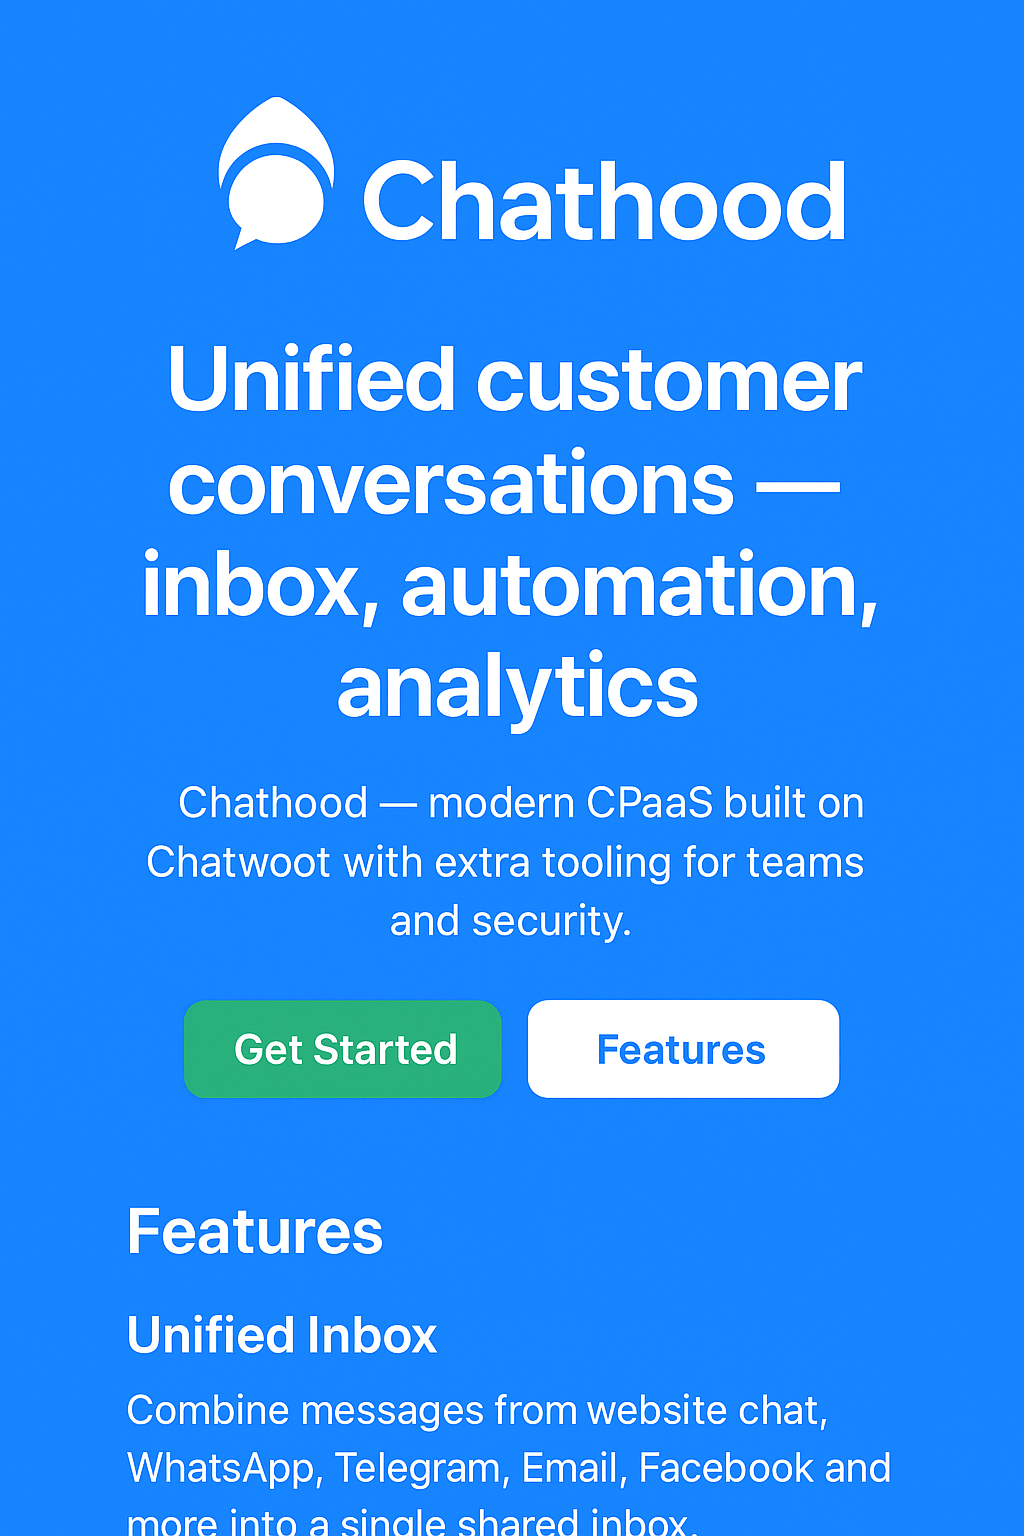 Chathood
Unified customer
conversations —
inbox, automation,
analytics
Chathood — modern CPaaS built on
Chatwoot with extra tooling for teams
and security.
Get Started
Features
Features
Unified Inbox
Combine messages from website chat,
WhatsApp, Telegram, Email, Facebook and
more into a single shared inbox.